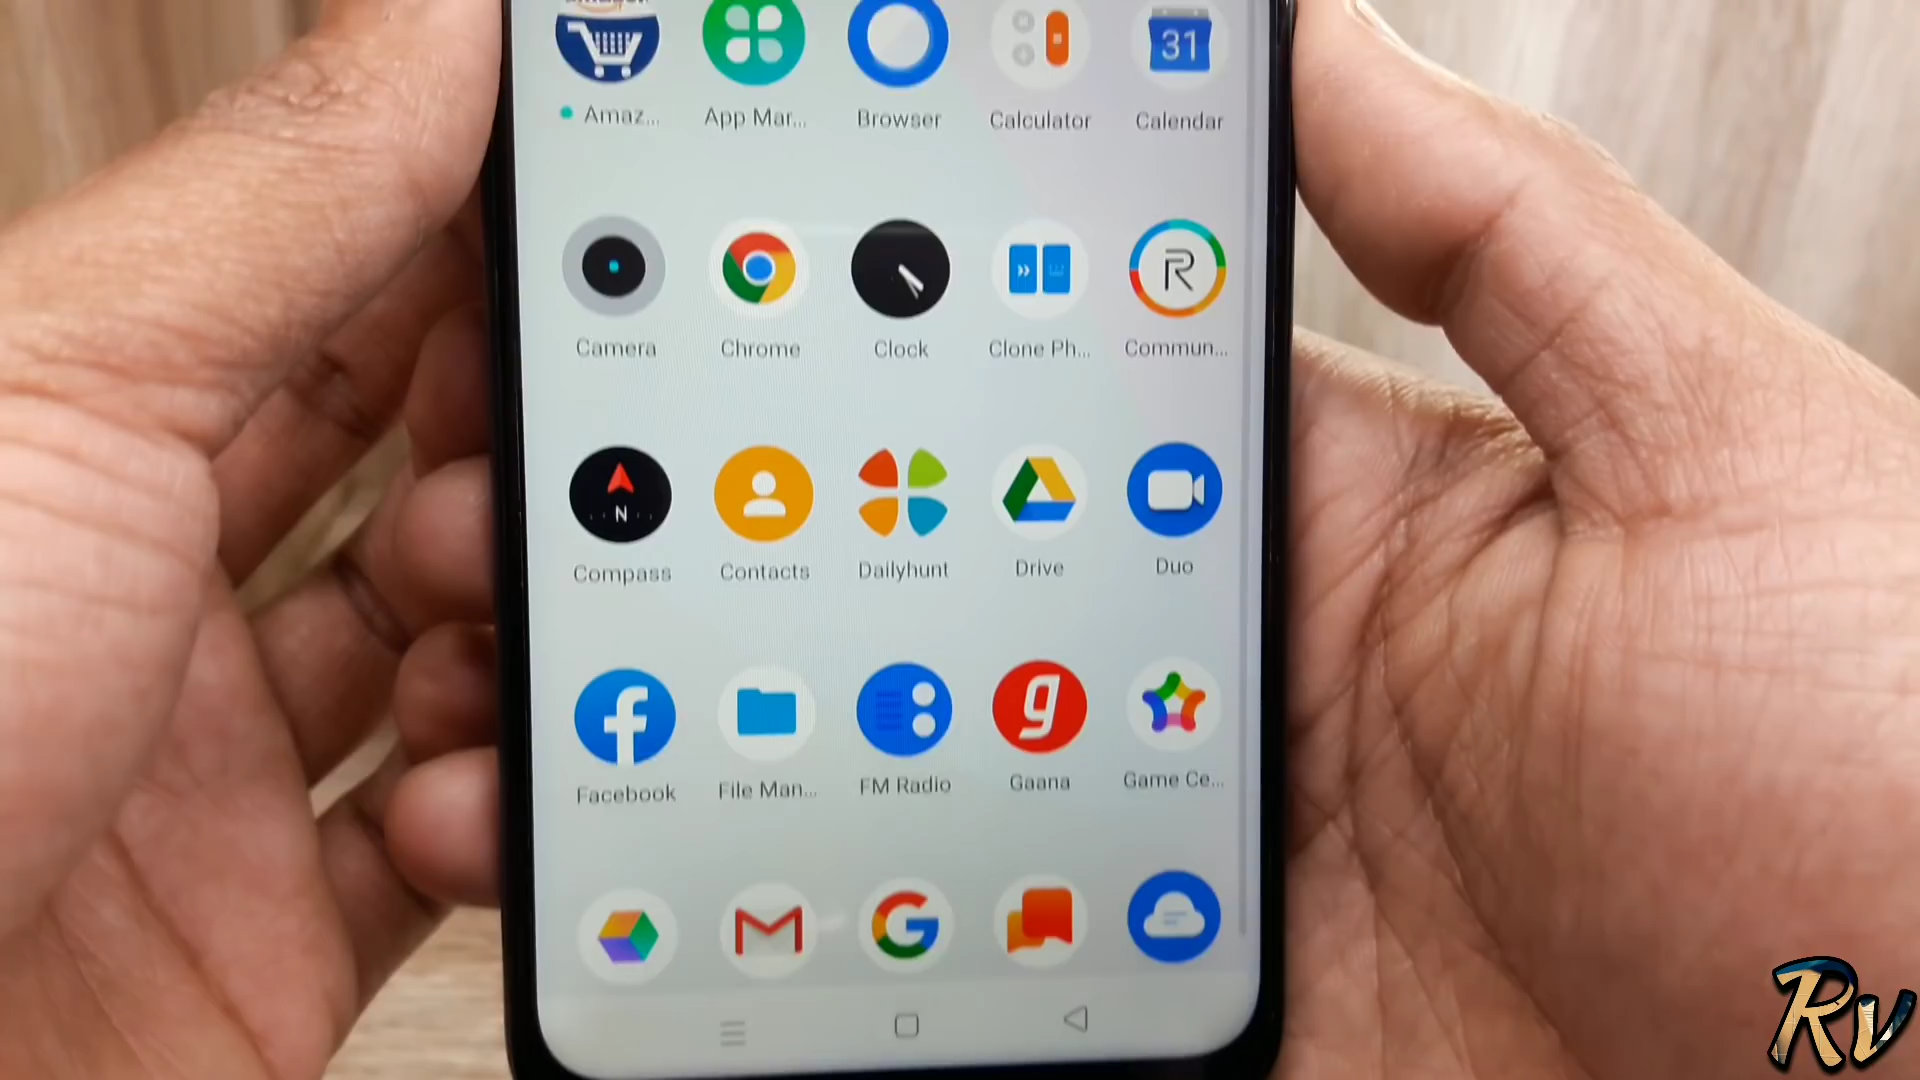 31
Amaz... App Mar... Browser Calculator Calendar
R
Camera Chrome Clock Clone Ph... Commun...
N
Compass Contacts Dailyhunt Drive Duo
f g
Facebook File Man... FM Radio Gaana Game Ce...
M G
Rv